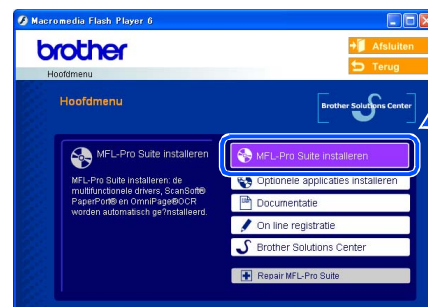 Macromedia Flash Player 6
brother
Afsluiten
Terug
Hoofdmenu
Hoofdmenu
Brother Solutions Center
MFL-Pro Suite installeren
MFL-Pro Suite installeren: de
multifunctionele drivers, ScanSoft®
PaperPort® en OmniPage®OCR
worden automatisch ge?nstalleerd.
MFL-Pro Suite installeren
Optionele applicaties installeren
Documentatie
On line registratie
Brother Solutions Center
Repair MFL-Pro Suite